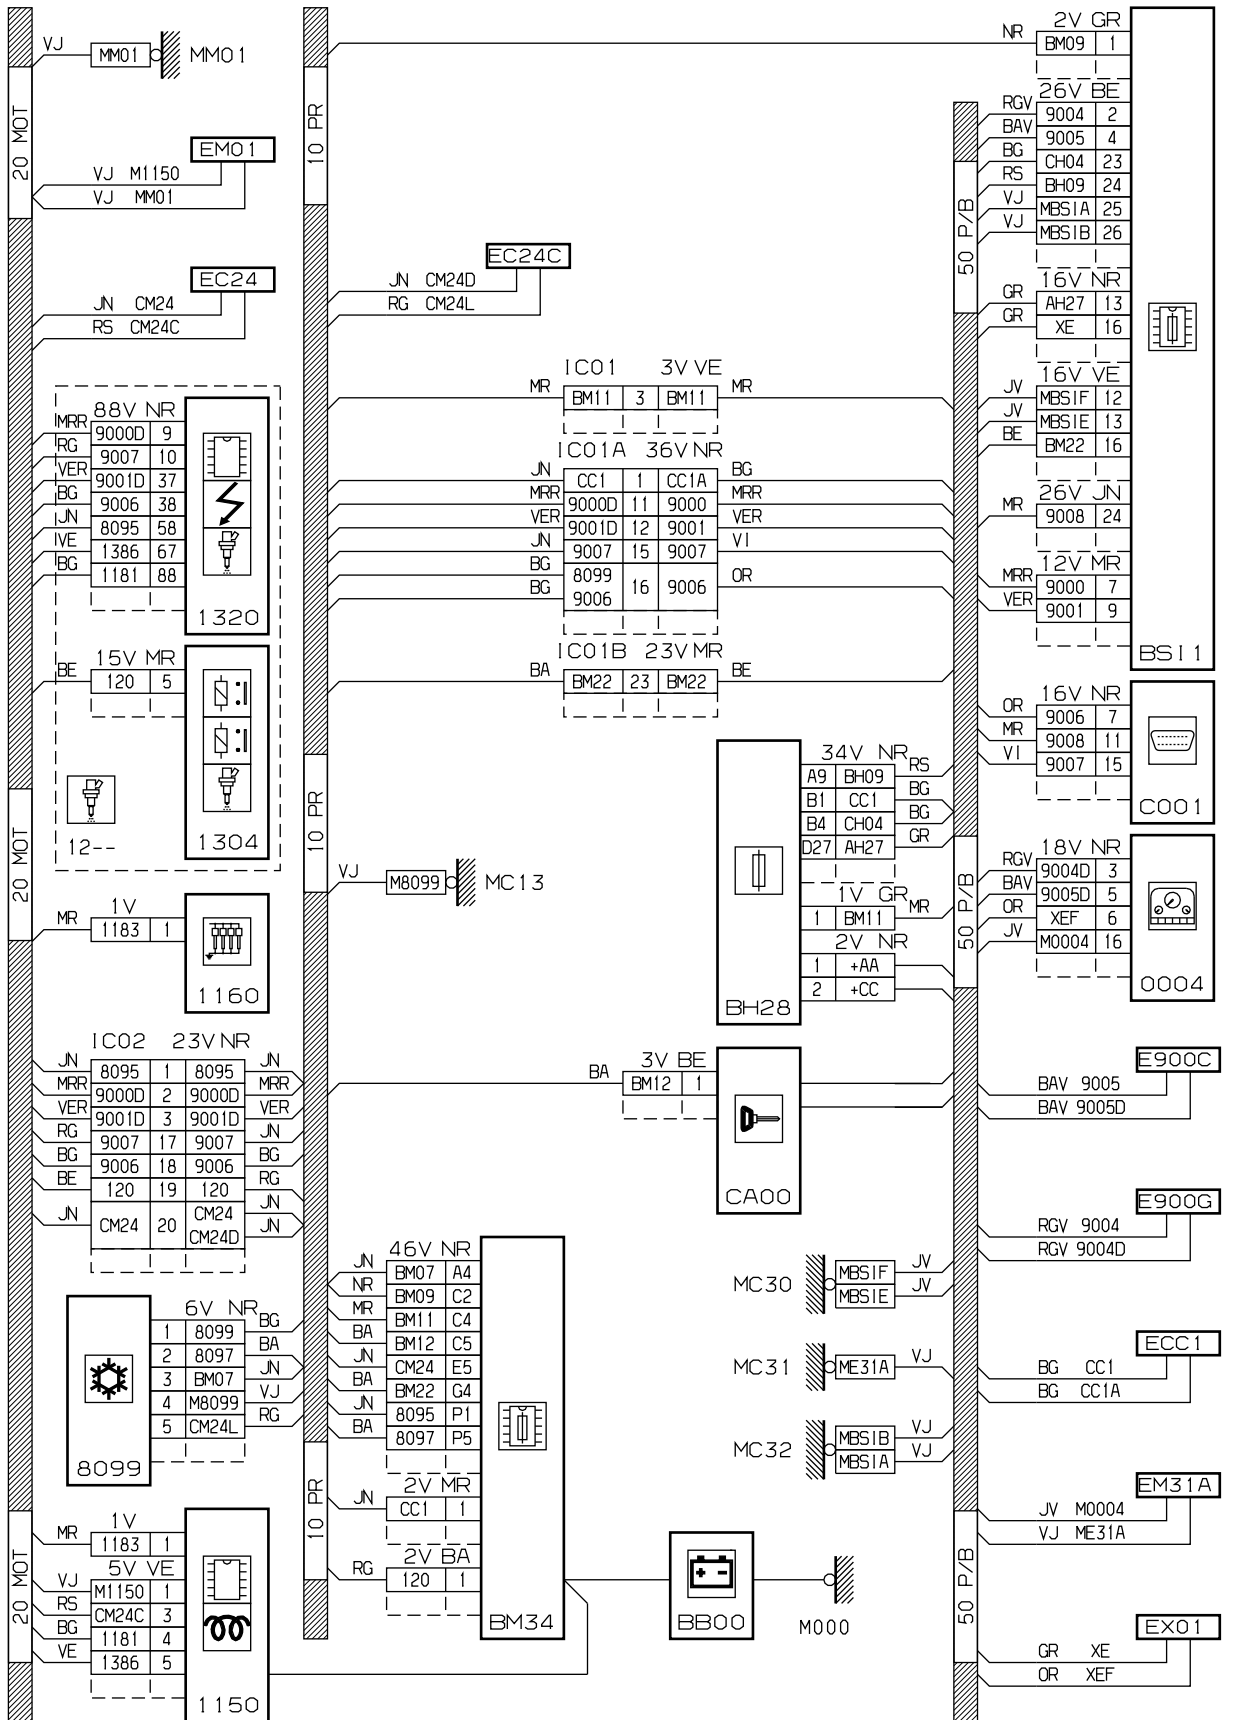 20 MOT
VJ MM01 MM01
EM01
VJ M1150
VJ MM01
EC24
JN CM24
RS CM24C
88V NR
MRR 9000D 9
RG 9007 10
VER 9001D 37
BG 9006 38
JN 8095 58
VE 1386 67
BG 1181 88
1320
15V MR
BE 120 5
1304
12--
20 MOT
1V
MR 1183 1
1160
IC02 23V NR
JN 8095 1 8095 JN
MRR 9000D 2 9000D MRR
VER 9001D 3 9001D VER
RG 9007 17 9007 JN
BG 9006 18 9006 BG
BE 120 19 120 RG
JN CM24 20 CM24 JN
CM24D JN
6V NR
1 8099 BG
2 8097 BA
3 BM07 JN
4 M8099 VJ
5 CM24L RG
8099
1V
MR 1183 1
5V VE
VJ M1150 1
RS CM24C 3
BG 1181 4
VE 1386 5
1150
20 MOT
10 PR
EC24C
JN CM24D
RG CM24L
IC01 3V VE
MR BM11 3 BM11 MR
IC01A 36V NR
JN CC1 1 CC1A BG
MRR 9000D 11 9000 MRR
VER 9001D 12 9001 VER
JN 9007 15 9007 VI
BG 8099 16 9006 OR
BG 9006
IC01B 23V MR
BA BM22 23 BM22 BE
10 PR
VJ M8099 MC13
34V NR
A9 BH09 RS
B1 CC1 BG
B4 CH04 BG
D27 AH27 GR
1V GR
1 BM11 MR
2V NR
1 +AA
2 +CC
BH28
3V BE
BA BM12 1
CA00
MC30 MBSIF JV
MBSIE JV
MC31 ME31A VJ
MC32 MBSIB VJ
MBSIA VJ
46V NR
JN BM07 A4
NR BM09 C2
MR BM11 C4
BA BM12 C5
JN CM24 E5
BA BM22 G4
JN 8095 P1
BA 8097 P5
2V MR
JN CC1 1
2V BA
RG 120 1
BM34
10 PR
BB00
M000
2V GR
NR BM09 1
26V BE
RGV 9004 2
BAV 9005 4
BG CH04 23
RS BH09 24
VJ MBSIA 25
VJ MBSIB 26
50 P/B
16V NR
GR AH27 13
GR XE 16
16V VE
JV MBSIF 12
JV MBSIE 13
BE BM22 16
26V JN
MR 9008 24
12V MR
MRR 9000 7
VER 9001 9
BSI1
16V NR
OR 9006 7
MR 9008 11
VI 9007 15
C001
18V NR
RGV 9004D 3
BAV 9005D 5
OR XEF 6
JV M0004 16
0004
50 P/B
E900C
BAV 9005
BAV 9005D
E900G
RGV 9004
RGV 9004D
ECC1
BG CC1
BG CC1A
EM31A
JV M0004
VJ ME31A
50 P/B
EX01
GR XE
OR XEF